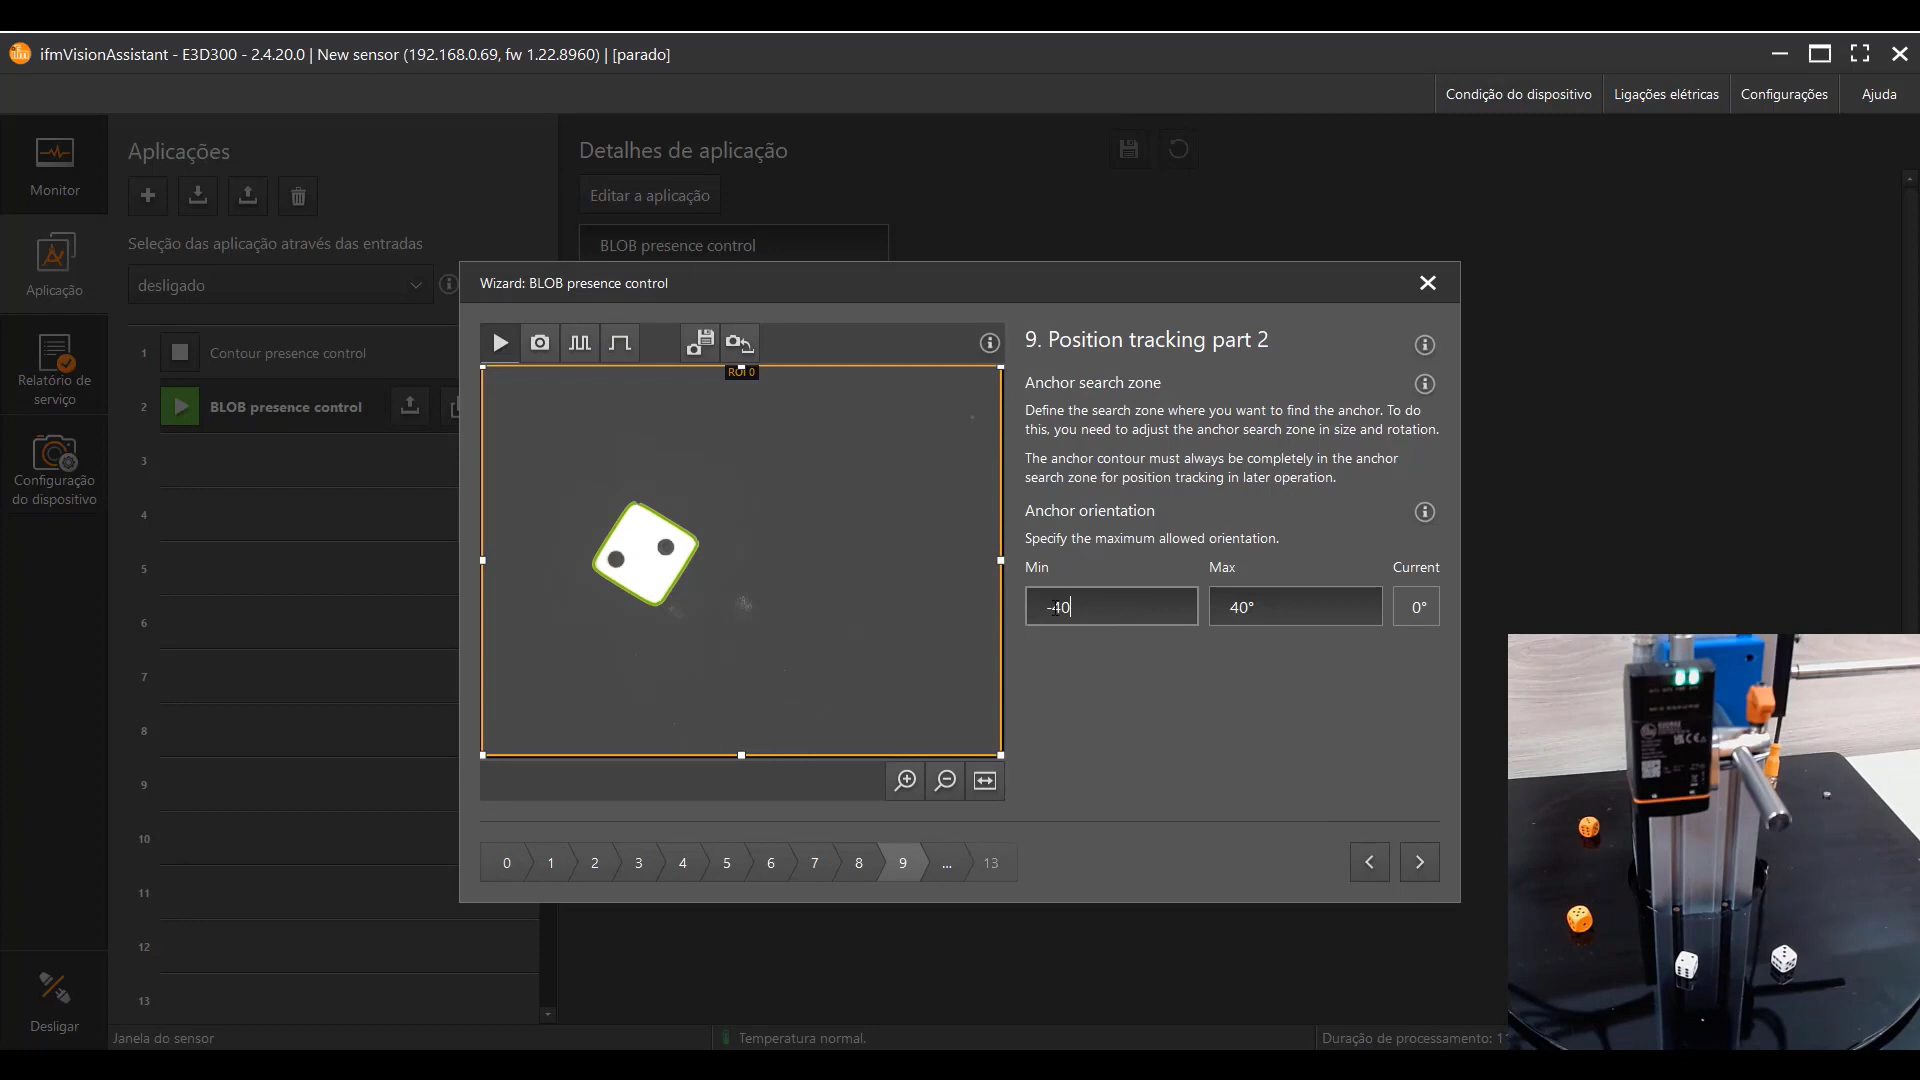 ifmVisionAssistant - E3D300 - 2.4.20.0 | New sensor (192.168.0.69, fw 1.22.8960) | [parado]
Condição do dispositivo
Ligações elétricas
Configurações
Ajuda
Monitor
Aplicação
Relatório de
serviço
Configuração
do dispositivo
Desligar
Aplicações
Seleção das aplicação através das entradas
desligado
1 Contour presence control
2 BLOB presence control
3
4
5
6
7
8
9
10
11
12
13
Detalhes de aplicação
Editar a aplicação
BLOB presence control
Wizard: BLOB presence control
ROI 0
9. Position tracking part 2
Anchor search zone
Define the search zone where you want to find the anchor. To do
this, you need to adjust the anchor search zone in size and rotation.
The anchor contour must always be completely in the anchor
search zone for position tracking in later operation.
Anchor orientation
Specify the maximum allowed orientation.
Min Max Current
-40 40° 0°
0 1 2 3 4 5 6 7 8 9 ... 13
Janela do sensor
Temperatura normal.
Duração de processamento: 1